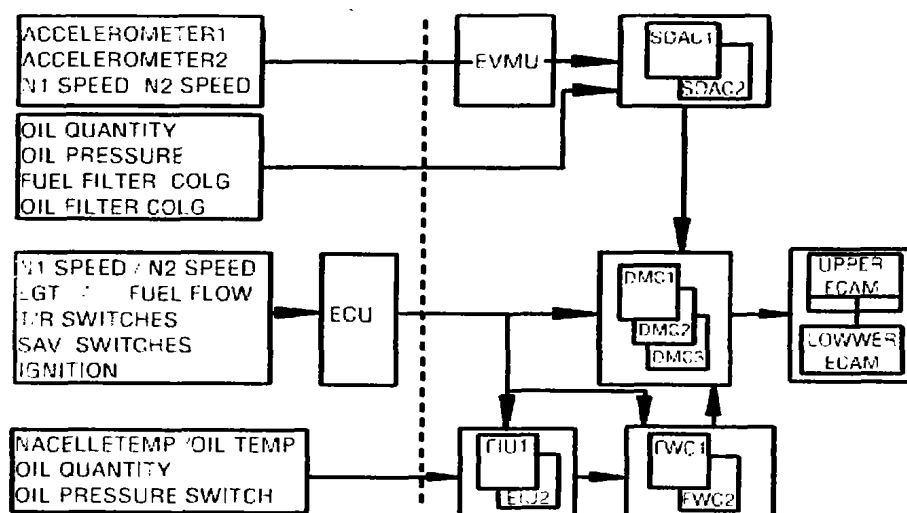 ACCELEROMETER1
ACCELEROMETER2
N1 SPEED N2 SPEED
EVMU
SDAC1
SDAC2
OIL QUANTITY
OIL PRESSURE
FUEL FILTER COLG
OIL FILTER COLG
N1 SPEED / N2 SPEED
EGT / FUEL FLOW
T/R SWITCHES
SAV SWITCHES
IGNITION
ECU
DMC1
DMC2
DMC3
UPPER
ECAM
LOWWER
ECAM
NACELLETEMP /OIL TEMP
OIL QUANTITY
OIL PRESSURE SWITCH
EIU1
EIU2
FWC1
FWC2